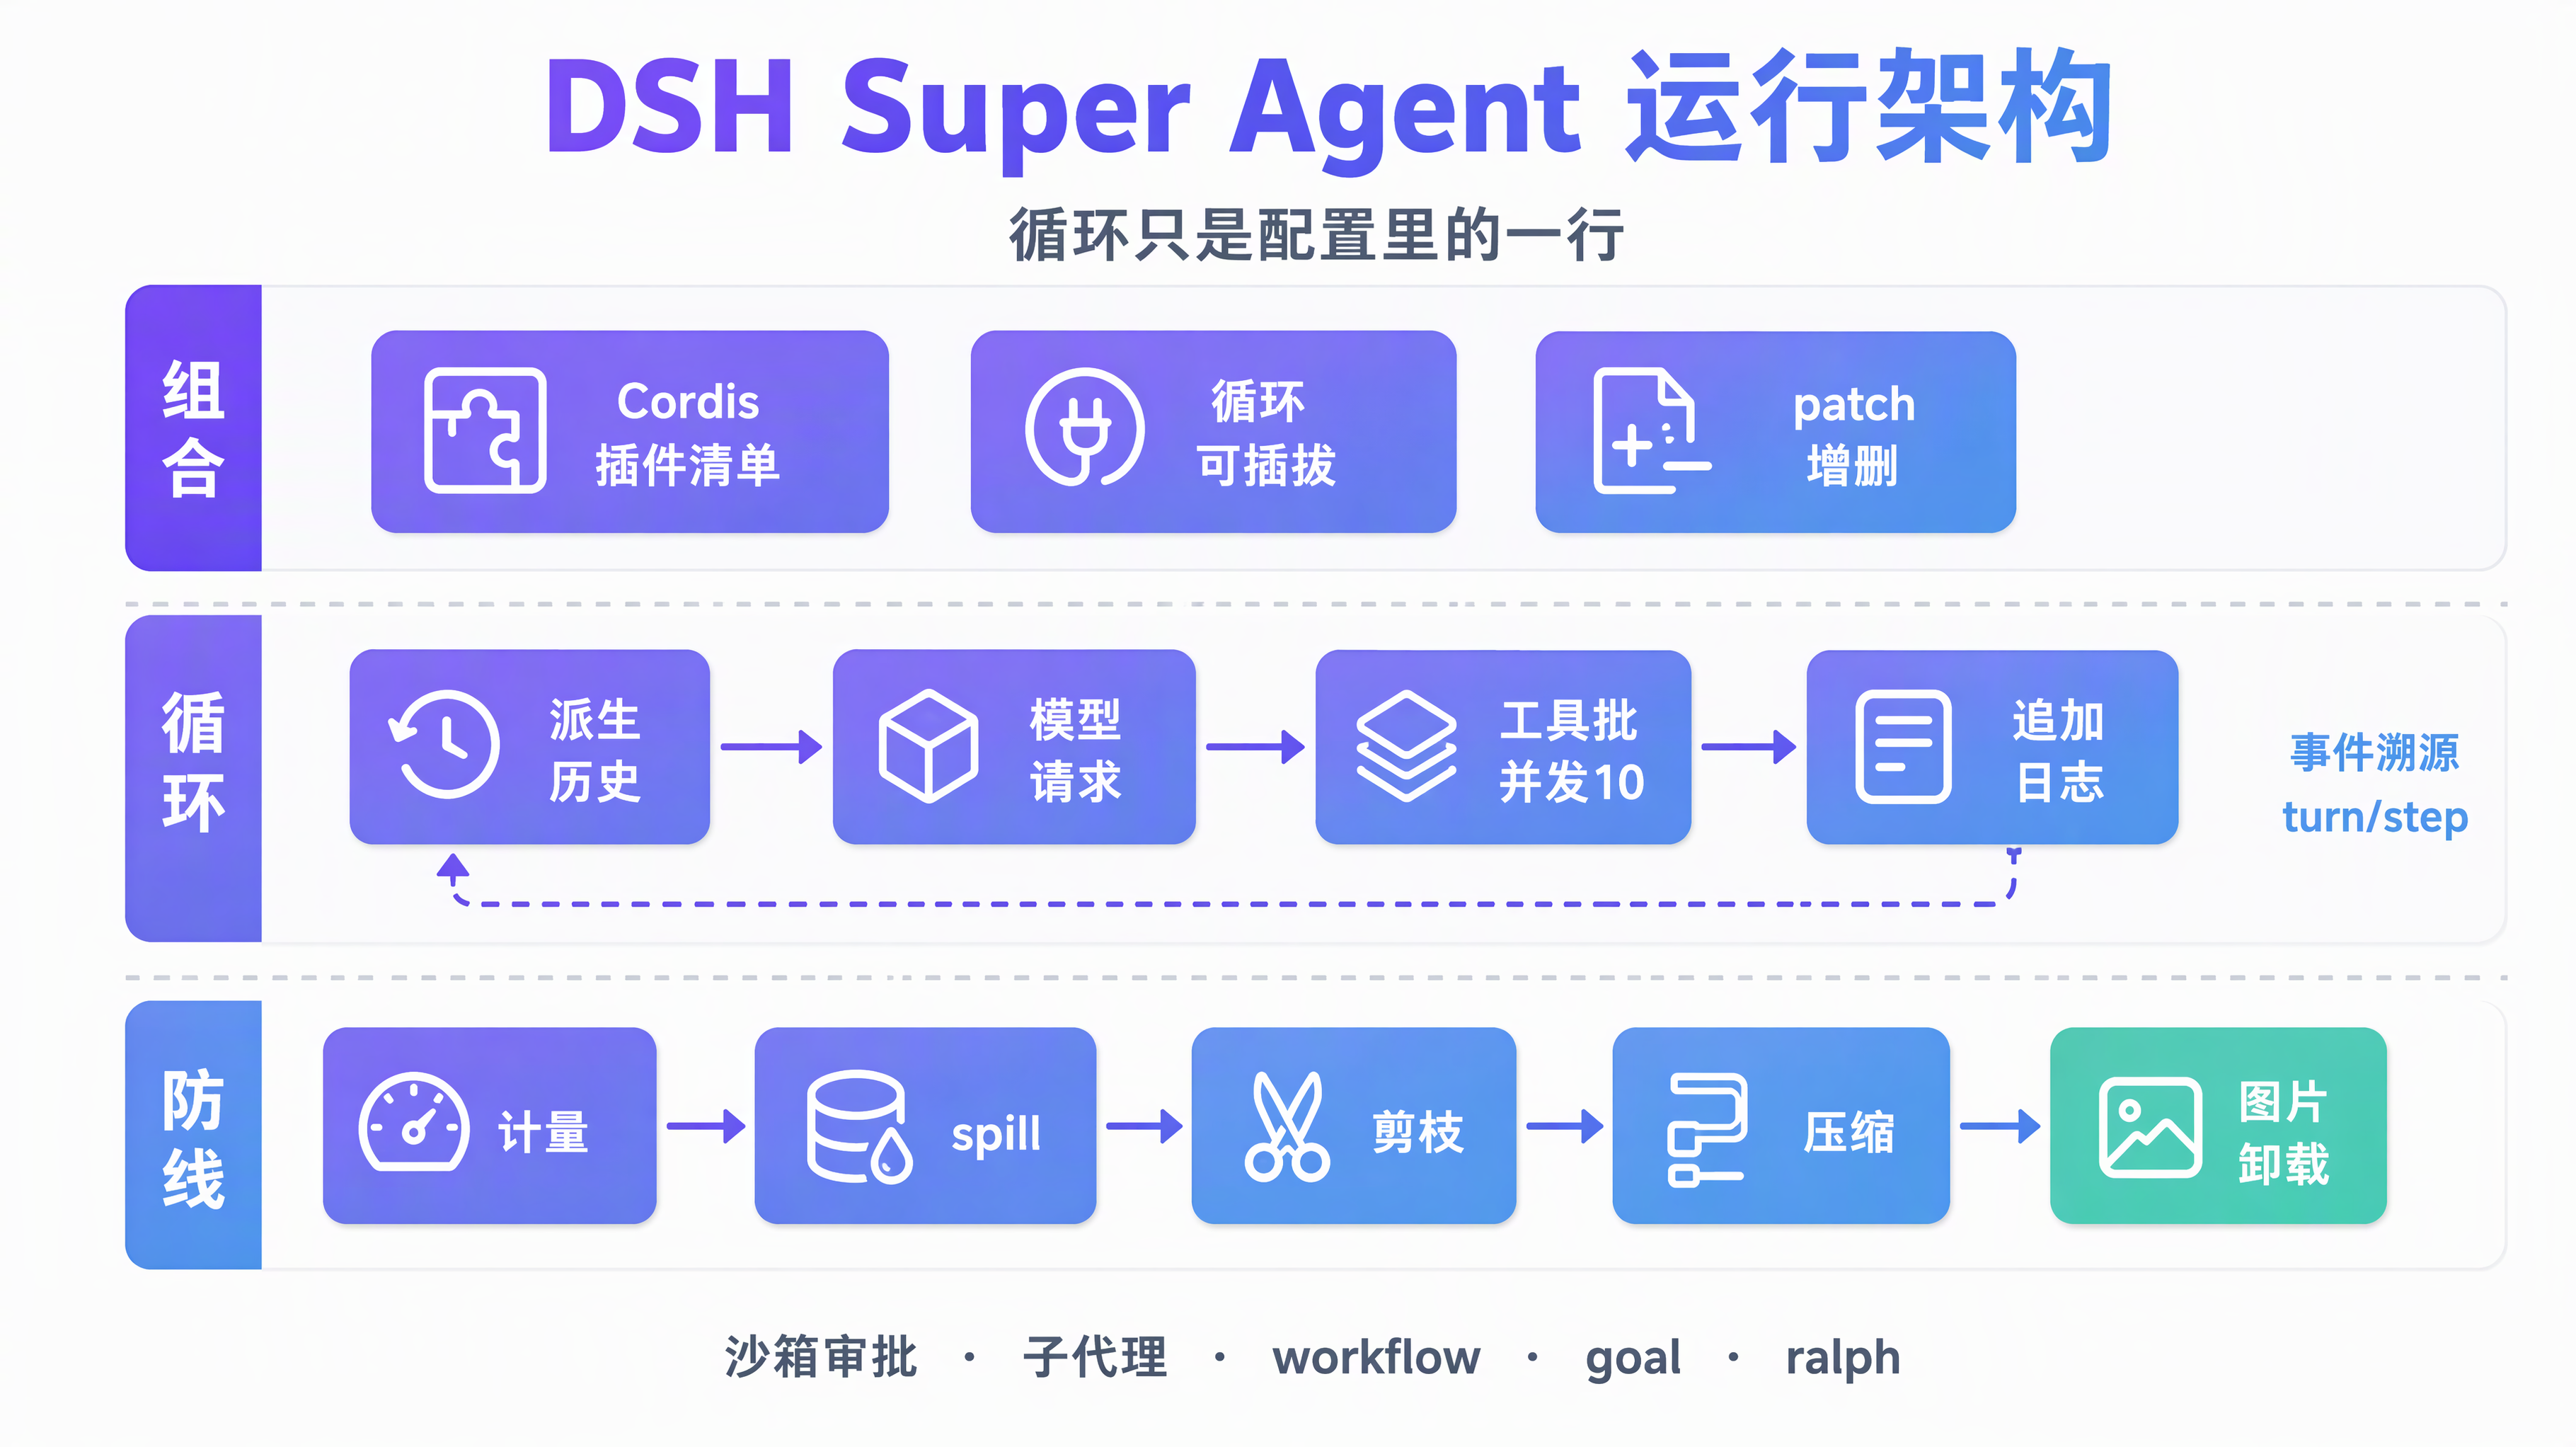 DSH Super Agent 运行架构
循环只是配置里的一行
组
合
Cordis
插件清单
循环
可插拔
patch
增删
循
环
派生
历史
模型
请求
工具批
并发10
追加
日志
事件溯源
turn/step
防
线
计量
spill
剪枝
压缩
图片
卸载
沙箱审批 · 子代理 · workflow · goal · ralph